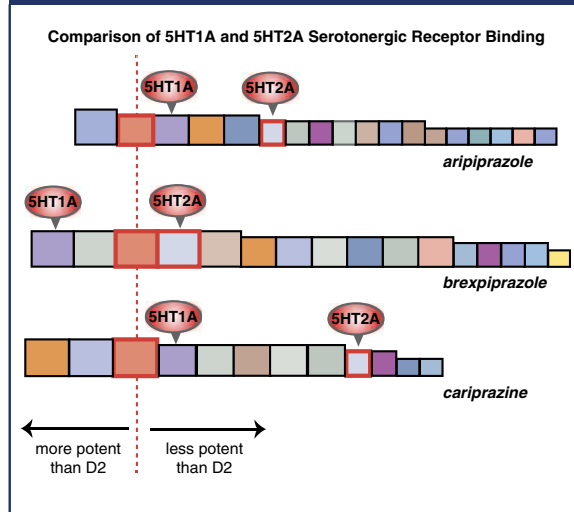 Comparison of 5HT1A and 5HT2A Serotonergic Receptor Binding
5HT1A
5HT2A
aripiprazole
5HT1A
5HT2A
brexpiprazole
5HT1A
5HT2A
cariprazine
more potent
than D2
less potent
than D2